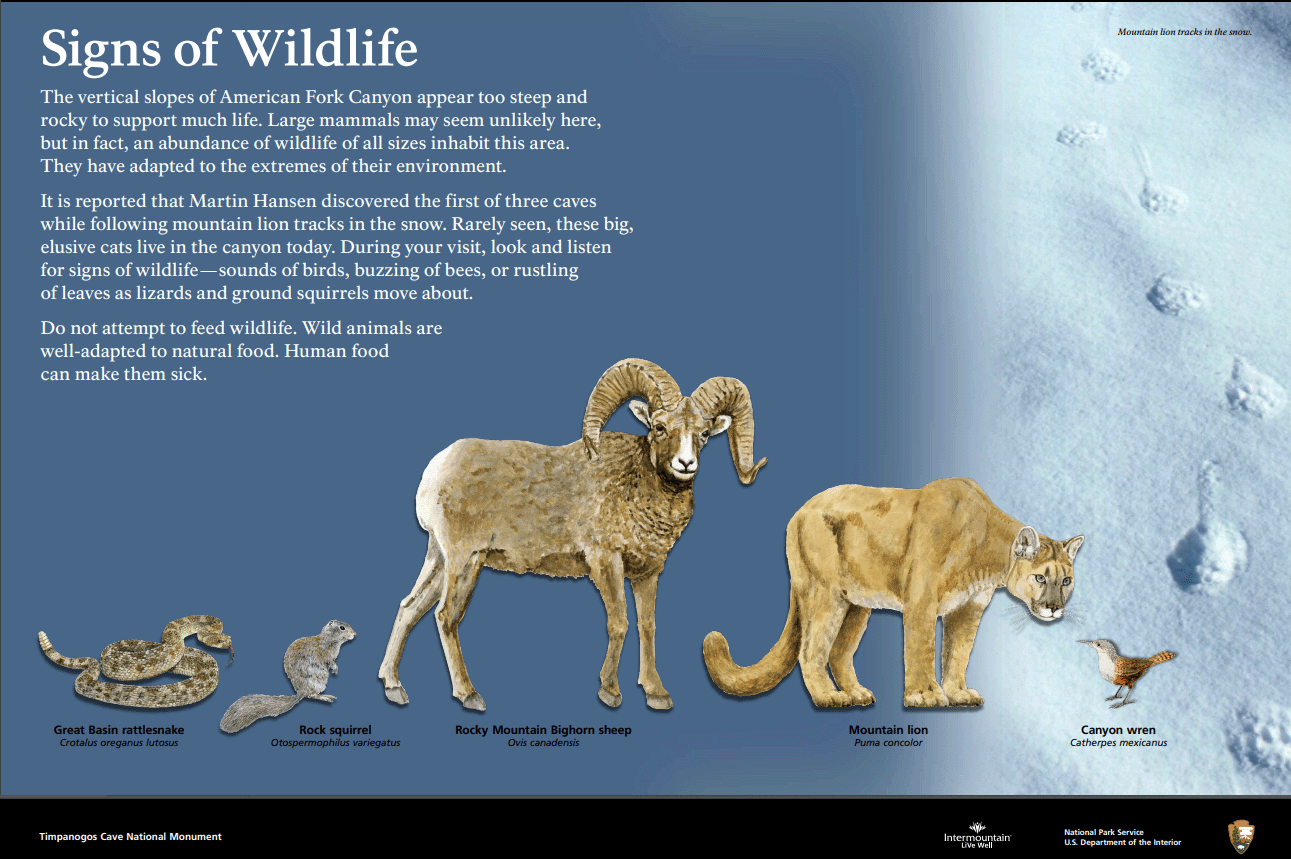 Signs of Wildlife
Mountain lion tracks in the snow.
The vertical slopes of American Fork Canyon appear too steep and
rocky to support much life. Large mammals may seem unlikely here,
but in fact, an abundance of wildlife of all sizes inhabit this area.
They have adapted to the extremes of their environment.
It is reported that Martin Hansen discovered the first of three caves
while following mountain lion tracks in the snow. Rarely seen, these big,
elusive cats live in the canyon today. During your visit, look and listen
for signs of wildlife—sounds of birds, buzzing of bees, or rustling
of leaves as lizards and ground squirrels move about.
Do not attempt to feed wildlife. Wild animals are
well-adapted to natural food. Human food
can make them sick.
Great Basin rattlesnake
Crotalus oreganus lutosus
Rock squirrel
Otospermophilus variegatus
Rocky Mountain Bighorn sheep
Ovis canadensis
Mountain lion
Puma concolor
Canyon wren
Catherpes mexicanus
Timpanogos Cave National Monument
Intermountain
LiVe Well
National Park Service
U.S. Department of the Interior